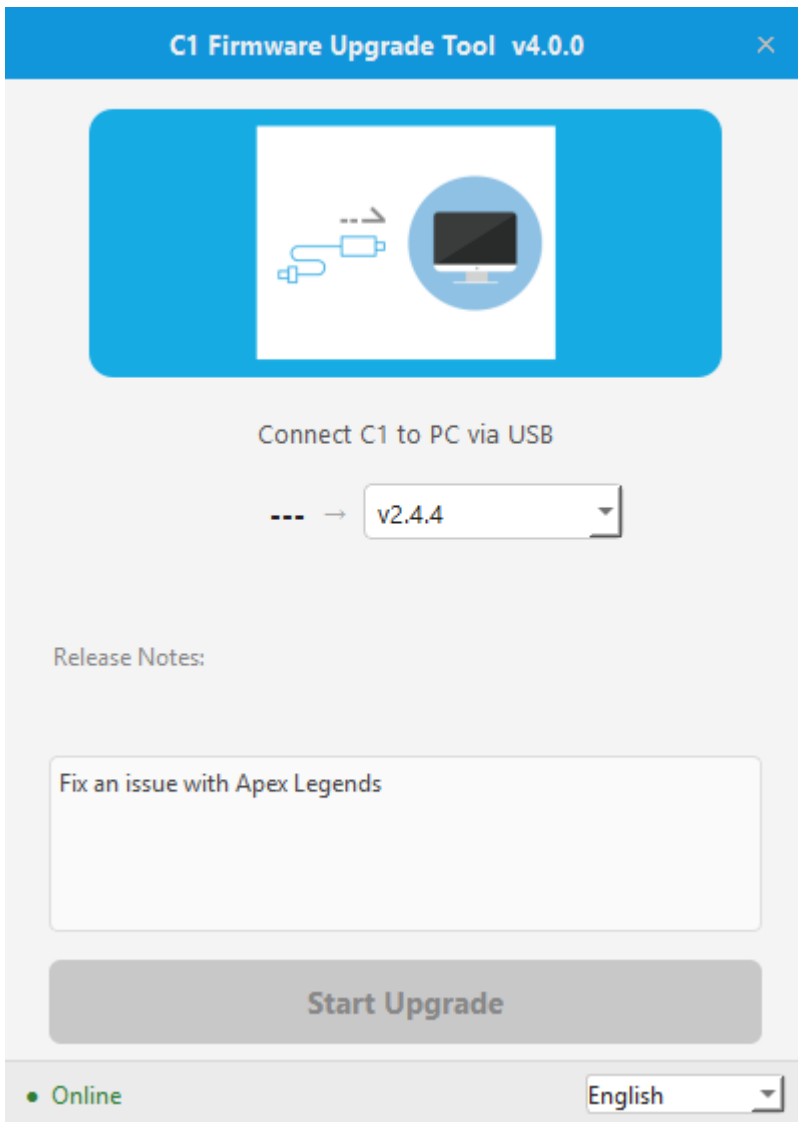 C1 Firmware Upgrade Tool v4.0.0 ×
Connect C1 to PC via USB
--- → v2.4.4
Release Notes:
Fix an issue with Apex Legends
Start Upgrade
• Online English